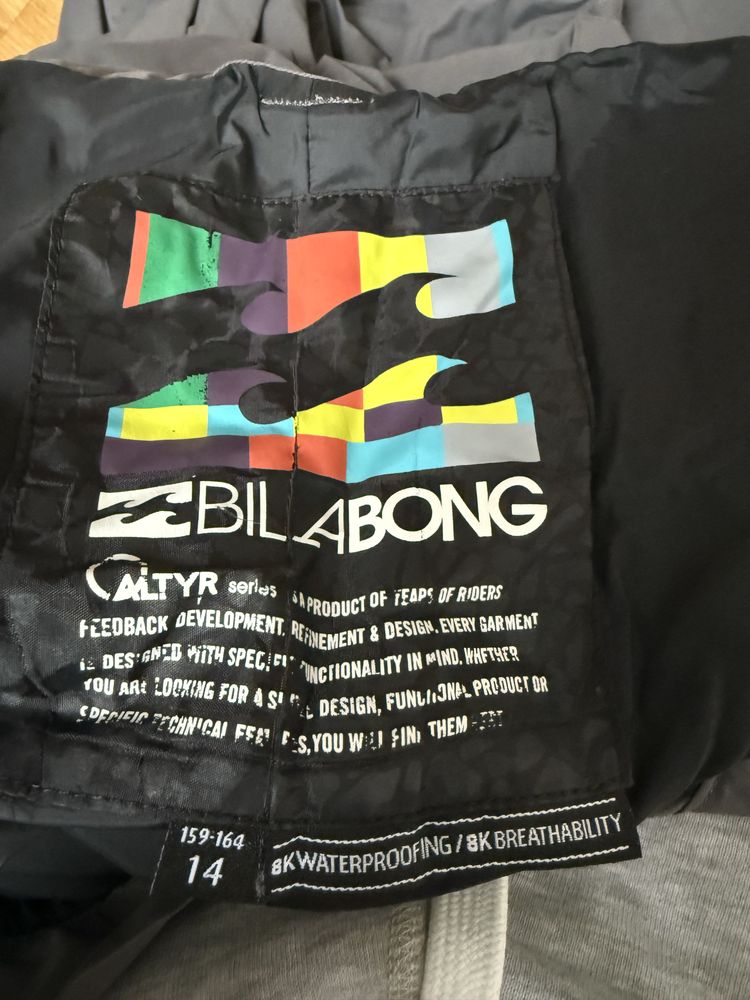 BILLABONG
ALTYR series IS A PRODUCT OF YEARS OF RIDERS
FEEDBACK DEVELOPMENT, REFINEMENT & DESIGN. EVERY GARMENT
IS DESIGNED WITH SPECIFIC FUNCTIONALITY IN MIND. WHETHER
YOU ARE LOOKING FOR A DESIGN, FUNCTIONAL PRODUCT OR
SPECIFIC TECHNICAL FEATURES, YOU WILL FIND THEM
159-164
14
8K WATERPROOFING / 8K BREATHABILITY